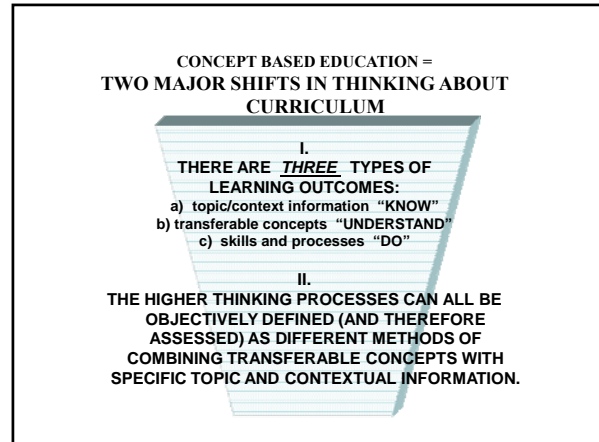 CONCEPT BASED EDUCATION =
TWO MAJOR SHIFTS IN THINKING ABOUT
CURRICULUM
I.
THERE ARE THREE TYPES OF
LEARNING OUTCOMES:
a) topic/context information “KNOW”
b) transferable concepts “UNDERSTAND”
c) skills and processes “DO”
II.
THE HIGHER THINKING PROCESSES CAN ALL BE
OBJECTIVELY DEFINED (AND THEREFORE
ASSESSED) AS DIFFERENT METHODS OF
COMBINING TRANSFERABLE CONCEPTS WITH
SPECIFIC TOPIC AND CONTEXTUAL INFORMATION.